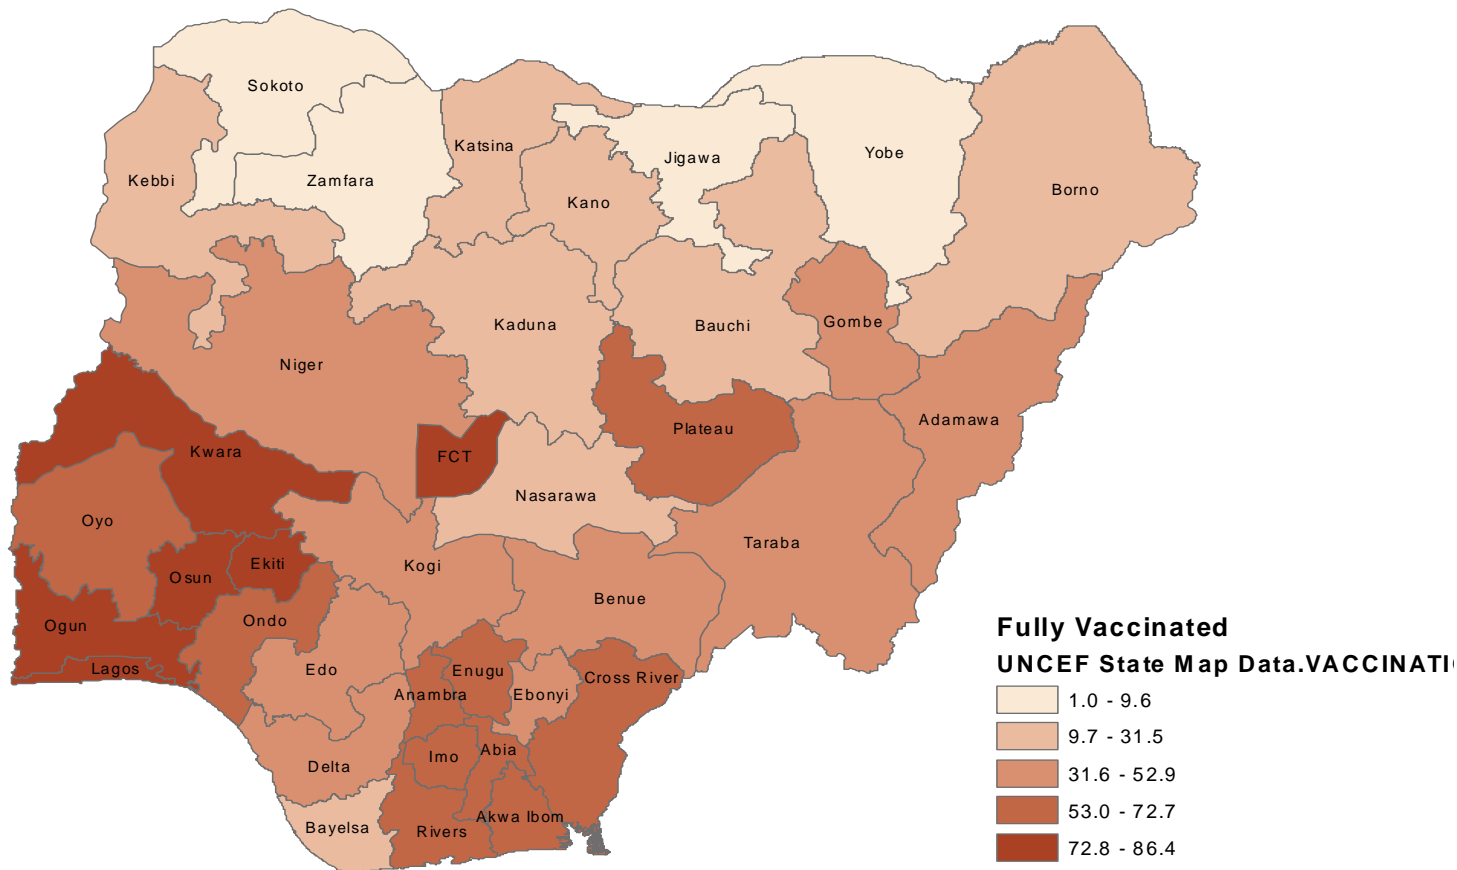 Sokoto
Katsina
Yobe
Jigawa
Kebbi
Zamfara
Borno
Kano
Kaduna
Bauchi
Gombe
Niger
Adamawa
Plateau
Kwara
FCT
Nasarawa
Oyo
Taraba
Kogi
Ekiti
Osun
Benue
Ondo
Ogun
Lagos
Edo
Enugu
Cross River
Anambra
Ebonyi
Imo
Abia
Delta
Akwa Ibom
Bayelsa
Rivers
Fully Vaccinated
UNCEF State Map Data.VACCINATI
1.0 - 9.6
9.7 - 31.5
31.6 - 52.9
53.0 - 72.7
72.8 - 86.4